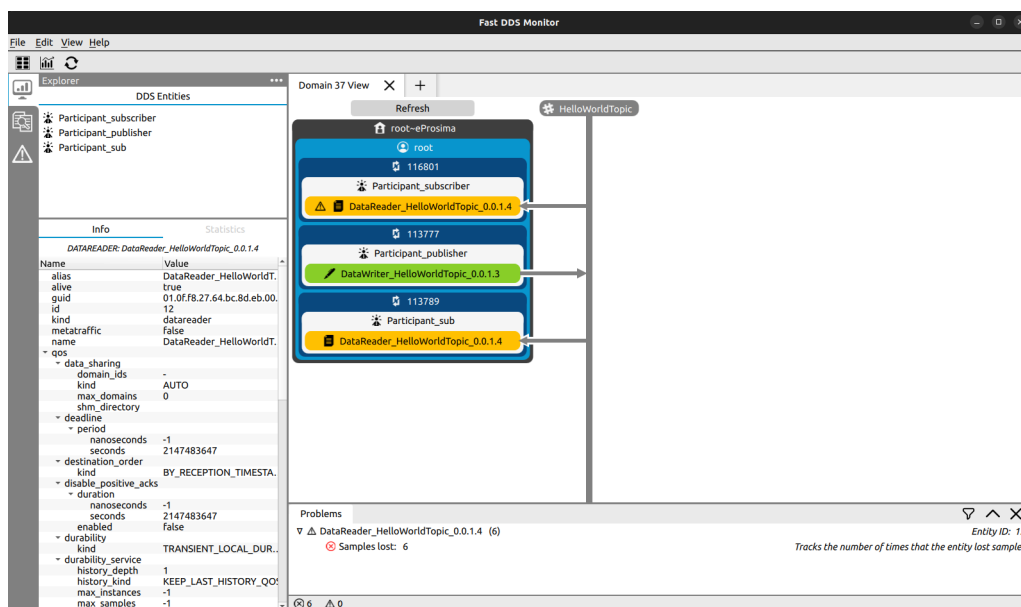 Fast DDS Monitor
File Edit View Help
Explorer
DDS Entities
Participant_subscriber
Participant_publisher
Participant_sub
Info Statistics
DATAREADER: DataReader_HelloWorldTopic_0.0.1.4
Name Value
alias DataReader_HelloWorldT.
alive true
guid 01.0f.f8.27.64.bc.8d.eb.00.
id 12
kind datareader
metatraffic false
name DataReader_HelloWorldT.
qos
data_sharing
domain_ids -
kind AUTO
max_domains 0
shm_directory
deadline
period
nanoseconds -1
seconds 2147483647
destination_order
kind BY_RECEPTION_TIMESTA.
disable_positive_acks
duration
nanoseconds -1
seconds 2147483647
enabled false
durability
kind TRANSIENT_LOCAL_DUR..
durability_service
history_depth 1
history_kind KEEP_LAST_HISTORY_QOS
max_instances -1
max_samples -1
Domain 37 View
Refresh
HelloWorldTopic
root~eProsima
root
116801
Participant_subscriber
DataReader_HelloWorldTopic_0.0.1.4
113777
Participant_publisher
DataWriter_HelloWorldTopic_0.0.1.3
113789
Participant_sub
DataReader_HelloWorldTopic_0.0.1.4
Problems
DataReader_HelloWorldTopic_0.0.1.4 (6) Entity ID: 1
Samples lost: 6 Tracks the number of times that the entity lost sample
6 0